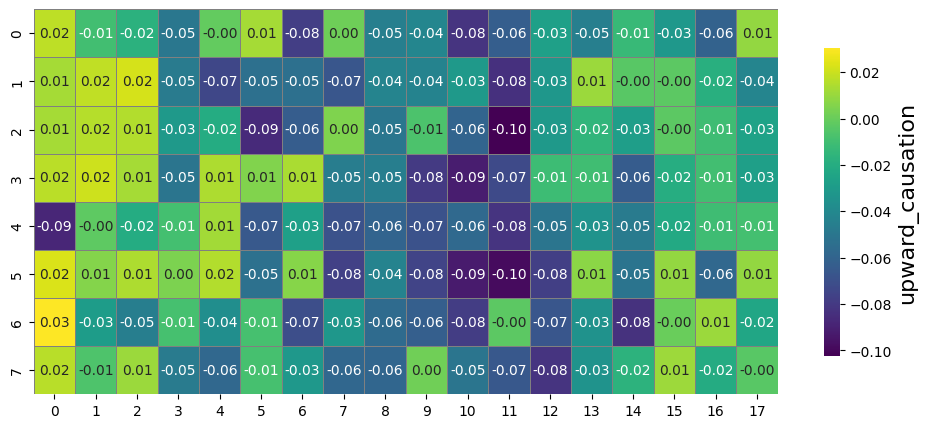 0 0.02 -0.01 -0.02 -0.05 -0.00 0.01 -0.08 0.00 -0.05 -0.04 -0.08 -0.06 -0.03 -0.05 -0.01 -0.03 -0.06 0.01
1 0.01 0.02 0.02 -0.05 -0.07 -0.05 -0.05 -0.07 -0.04 -0.04 -0.03 -0.08 -0.03 0.01 -0.00 -0.00 -0.02 -0.04
2 0.01 0.02 0.01 -0.03 -0.02 -0.09 -0.06 0.00 -0.05 -0.01 -0.06 -0.10 -0.03 -0.02 -0.03 -0.00 -0.01 -0.03
3 0.01 0.02 0.01 -0.05 0.01 0.01 0.01 -0.05 -0.05 -0.08 -0.09 -0.07 -0.01 -0.01 -0.06 -0.02 -0.01 -0.03
4 -0.09 -0.00 -0.02 -0.01 0.01 -0.07 -0.03 -0.07 -0.06 -0.07 -0.06 -0.08 -0.05 -0.03 -0.05 -0.02 -0.01 -0.01
5 0.02 0.01 0.01 0.00 0.02 -0.05 0.01 -0.08 -0.04 -0.08 -0.09 -0.10 -0.08 0.01 -0.05 0.01 -0.06 0.01
6 0.03 -0.03 -0.05 -0.01 -0.04 -0.01 -0.07 -0.03 -0.06 -0.06 -0.08 -0.00 -0.07 -0.03 -0.08 -0.00 0.01 -0.02
7 0.02 -0.01 0.01 -0.05 -0.06 -0.01 -0.03 -0.06 -0.06 0.00 -0.05 -0.07 -0.08 -0.03 -0.02 0.01 -0.02 -0.00
0 1 2 3 4 5 6 7 8 9 10 11 12 13 14 15 16 17
0.02
0.00
−0.02
−0.04
−0.06
−0.08
−0.10
upward_causation